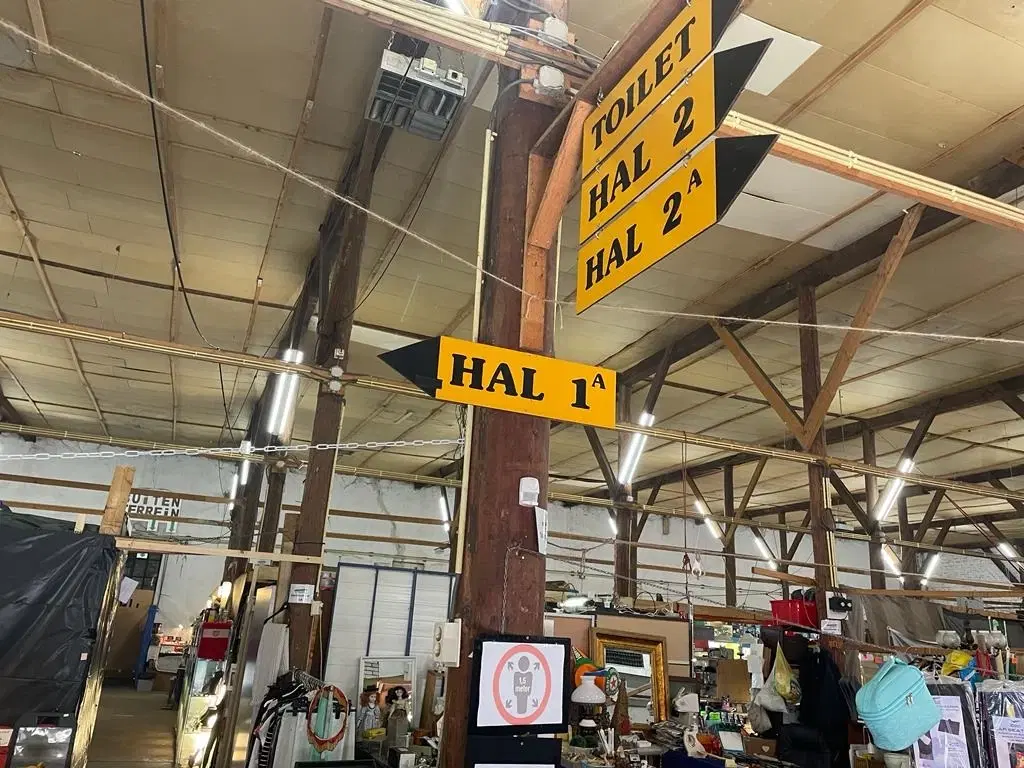 TOILET
HAL 2
HAL 2A
HAL 1A
BUITEN
TERREIN
1,5
meter